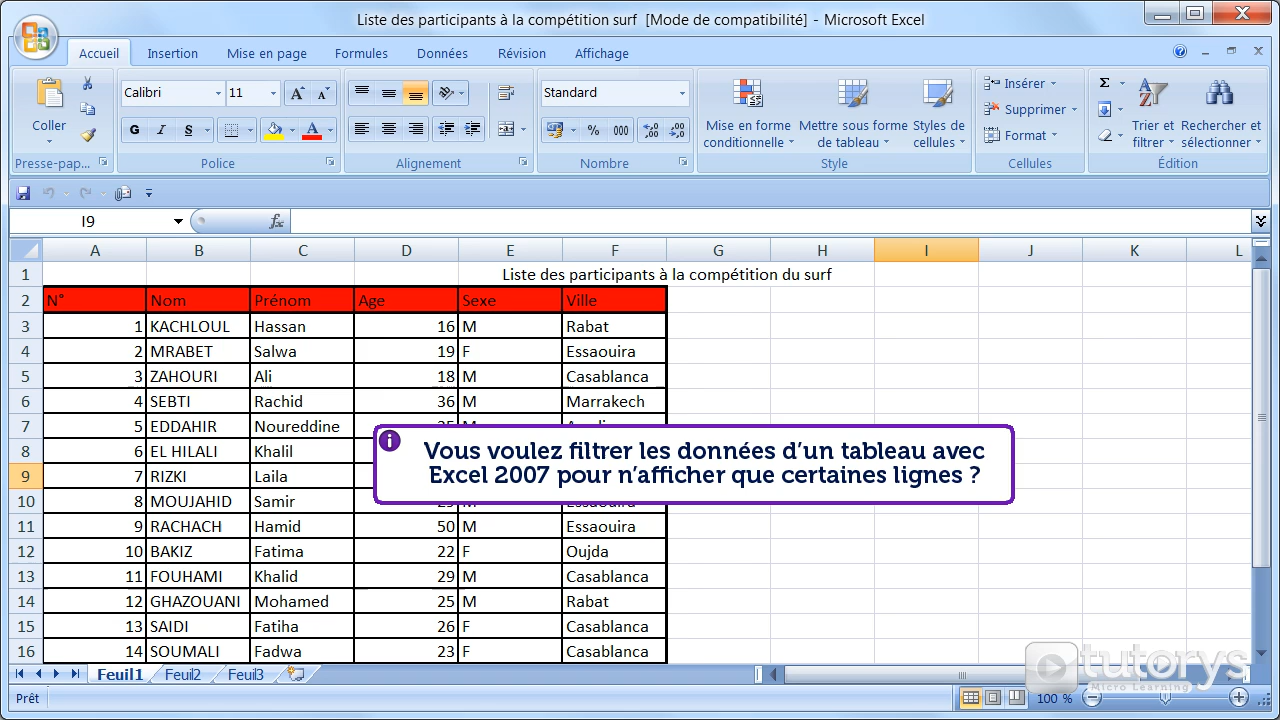 Liste des participants à la compétition surf [Mode de compatibilité] - Microsoft Excel
Accueil Insertion Mise en page Formules Données Révision Affichage
Calibri 11 Standard
Coller
G I S
% 000
Mise en forme conditionnelle
Mettre sous forme de tableau
Styles de cellules
Insérer
Supprimer
Format
Σ
Trier et filtrer
Rechercher et sélectionner
Presse-pap... Police Alignement Nombre Style Cellules Édition
I9 fx
A B C D E F G H I J K L
1 Liste des participants à la compétition du surf
2 N° Nom Prénom Age Sexe Ville
3 1 KACHLOUL Hassan 16 M Rabat
4 2 MRABET Salwa 19 F Essaouira
5 3 ZAHOURI Ali 18 M Casablanca
6 4 SEBTI Rachid 36 M Marrakech
7 5 EDDAHIR Noureddine
8 6 EL HILALI Khalil
9 7 RIZKI Laila
10 8 MOUJAHID Samir
11 9 RACHACH Hamid 50 M Essaouira
12 10 BAKIZ Fatima 22 F Oujda
13 11 FOUHAMI Khalid 29 M Casablanca
14 12 GHAZOUANI Mohamed 25 M Rabat
15 13 SAIDI Fatiha 26 F Casablanca
16 14 SOUMALI Fadwa 23 F Casablanca
Vous voulez filtrer les données d’un tableau avec
Excel 2007 pour n’afficher que certaines lignes ?
Feuil1 Feuil2 Feuil3
Prêt 100 %
tutorys
Micro Learning